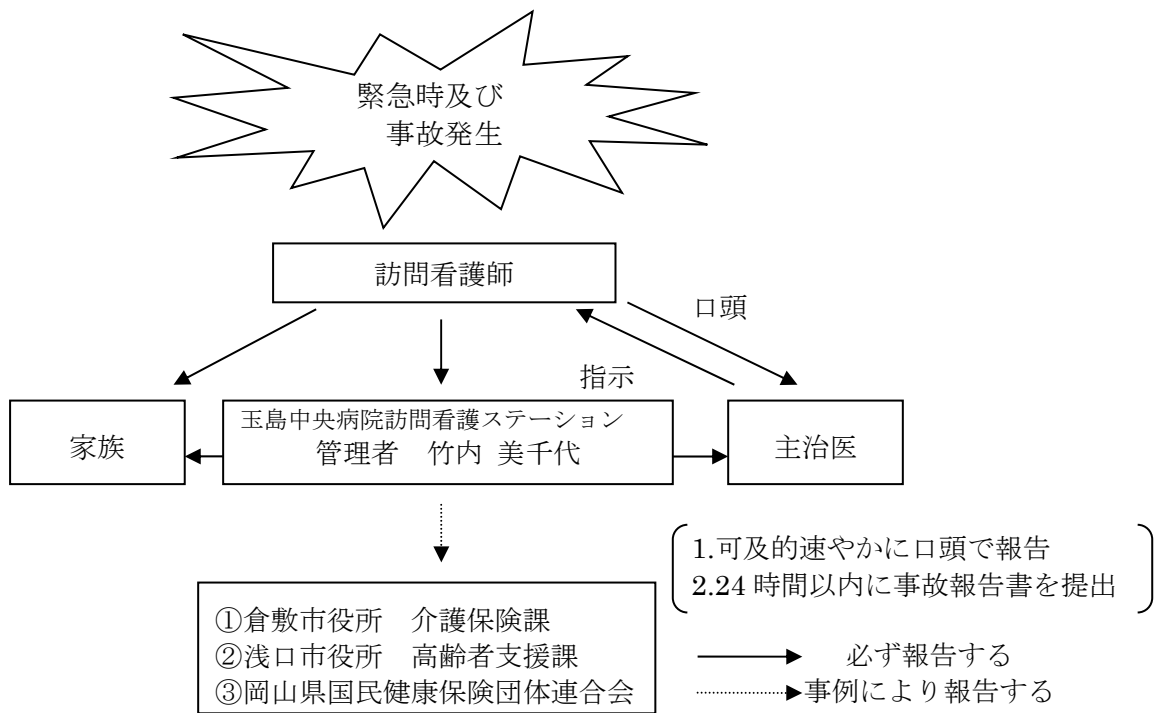 緊急時及び
事故発生
訪問看護師
口頭
指示
家族
玉島中央病院訪問看護ステーション
管理者　竹内 美千代
主治医
1.可及的速やかに口頭で報告
2.24 時間以内に事故報告書を提出
①倉敷市役所　介護保険課
②浅口市役所　高齢者支援課
③岡山県国民健康保険団体連合会
必ず報告する
事例により報告する